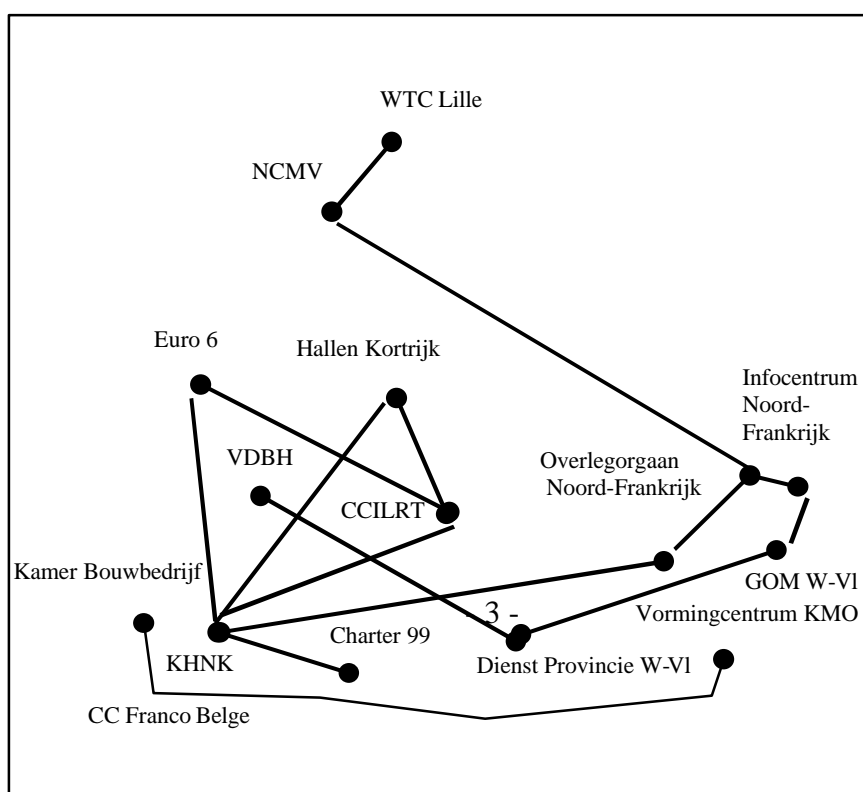 WTC Lille
NCMV
Euro 6
Hallen Kortrijk
Infocentrum
Noord-
Frankrijk
VDBH
Overlegorgaan
Noord-Frankrijk
CCILRT
Kamer Bouwbedrijf
GOM W-Vl
- 3 -
Vormingcentrum KMO
Charter 99
KHNK
Dienst Provincie W-Vl
CC Franco Belge